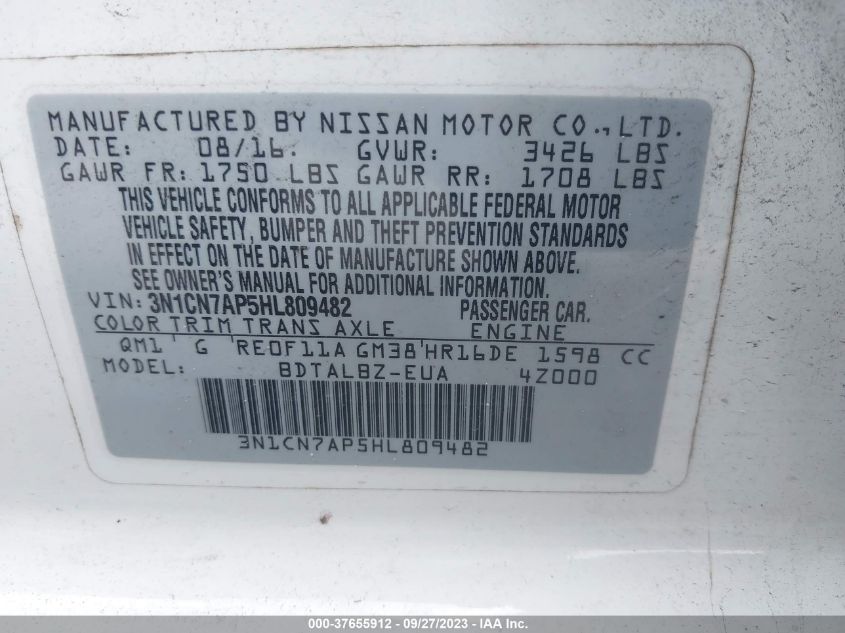 MANUFACTURED BY NISSAN MOTOR CO., LTD.
DATE: 08/16. GVWR: 3426 LBS
GAWR FR: 1750 LBS GAWR RR: 1708 LBS
THIS VEHICLE CONFORMS TO ALL APPLICABLE FEDERAL MOTOR
VEHICLE SAFETY, BUMPER AND THEFT PREVENTION STANDARDS
IN EFFECT ON THE DATE OF MANUFACTURE SHOWN ABOVE.
SEE OWNER'S MANUAL FOR ADDITIONAL INFORMATION.
VIN: 3N1CN7AP5HL809482 PASSENGER CAR.
COLOR TRIM TRANS AXLE ENGINE
QM1 G RE0F11A GM38 HR16DE 1598 CC
MODEL: BDTALBZ-EUA 4Z000
3N1CN7AP5HL809482
000-37655912 - 09/27/2023 - IAAI.com.